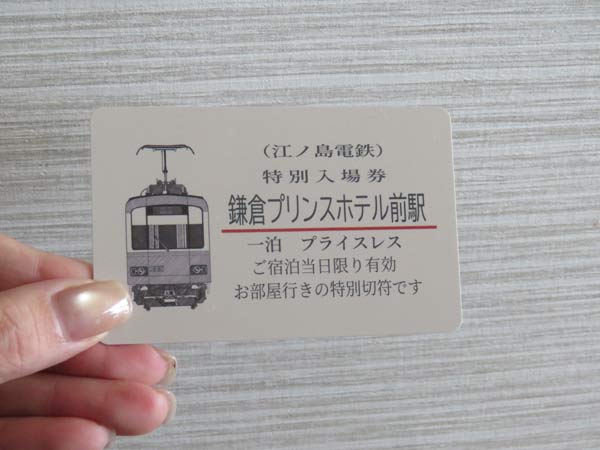 （江ノ島電鉄）
特別入場券
鎌倉プリンスホテル前駅
一泊　プライスレス
ご宿泊当日限り有効
お部屋行きの特別切符です